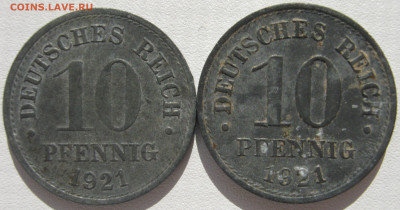 COINS.LAVE.RU
· DEUTSCHES REICH ·
10
PFENNIG
1921
· DEUTSCHES REICH ·
10
PFENNIG
1921